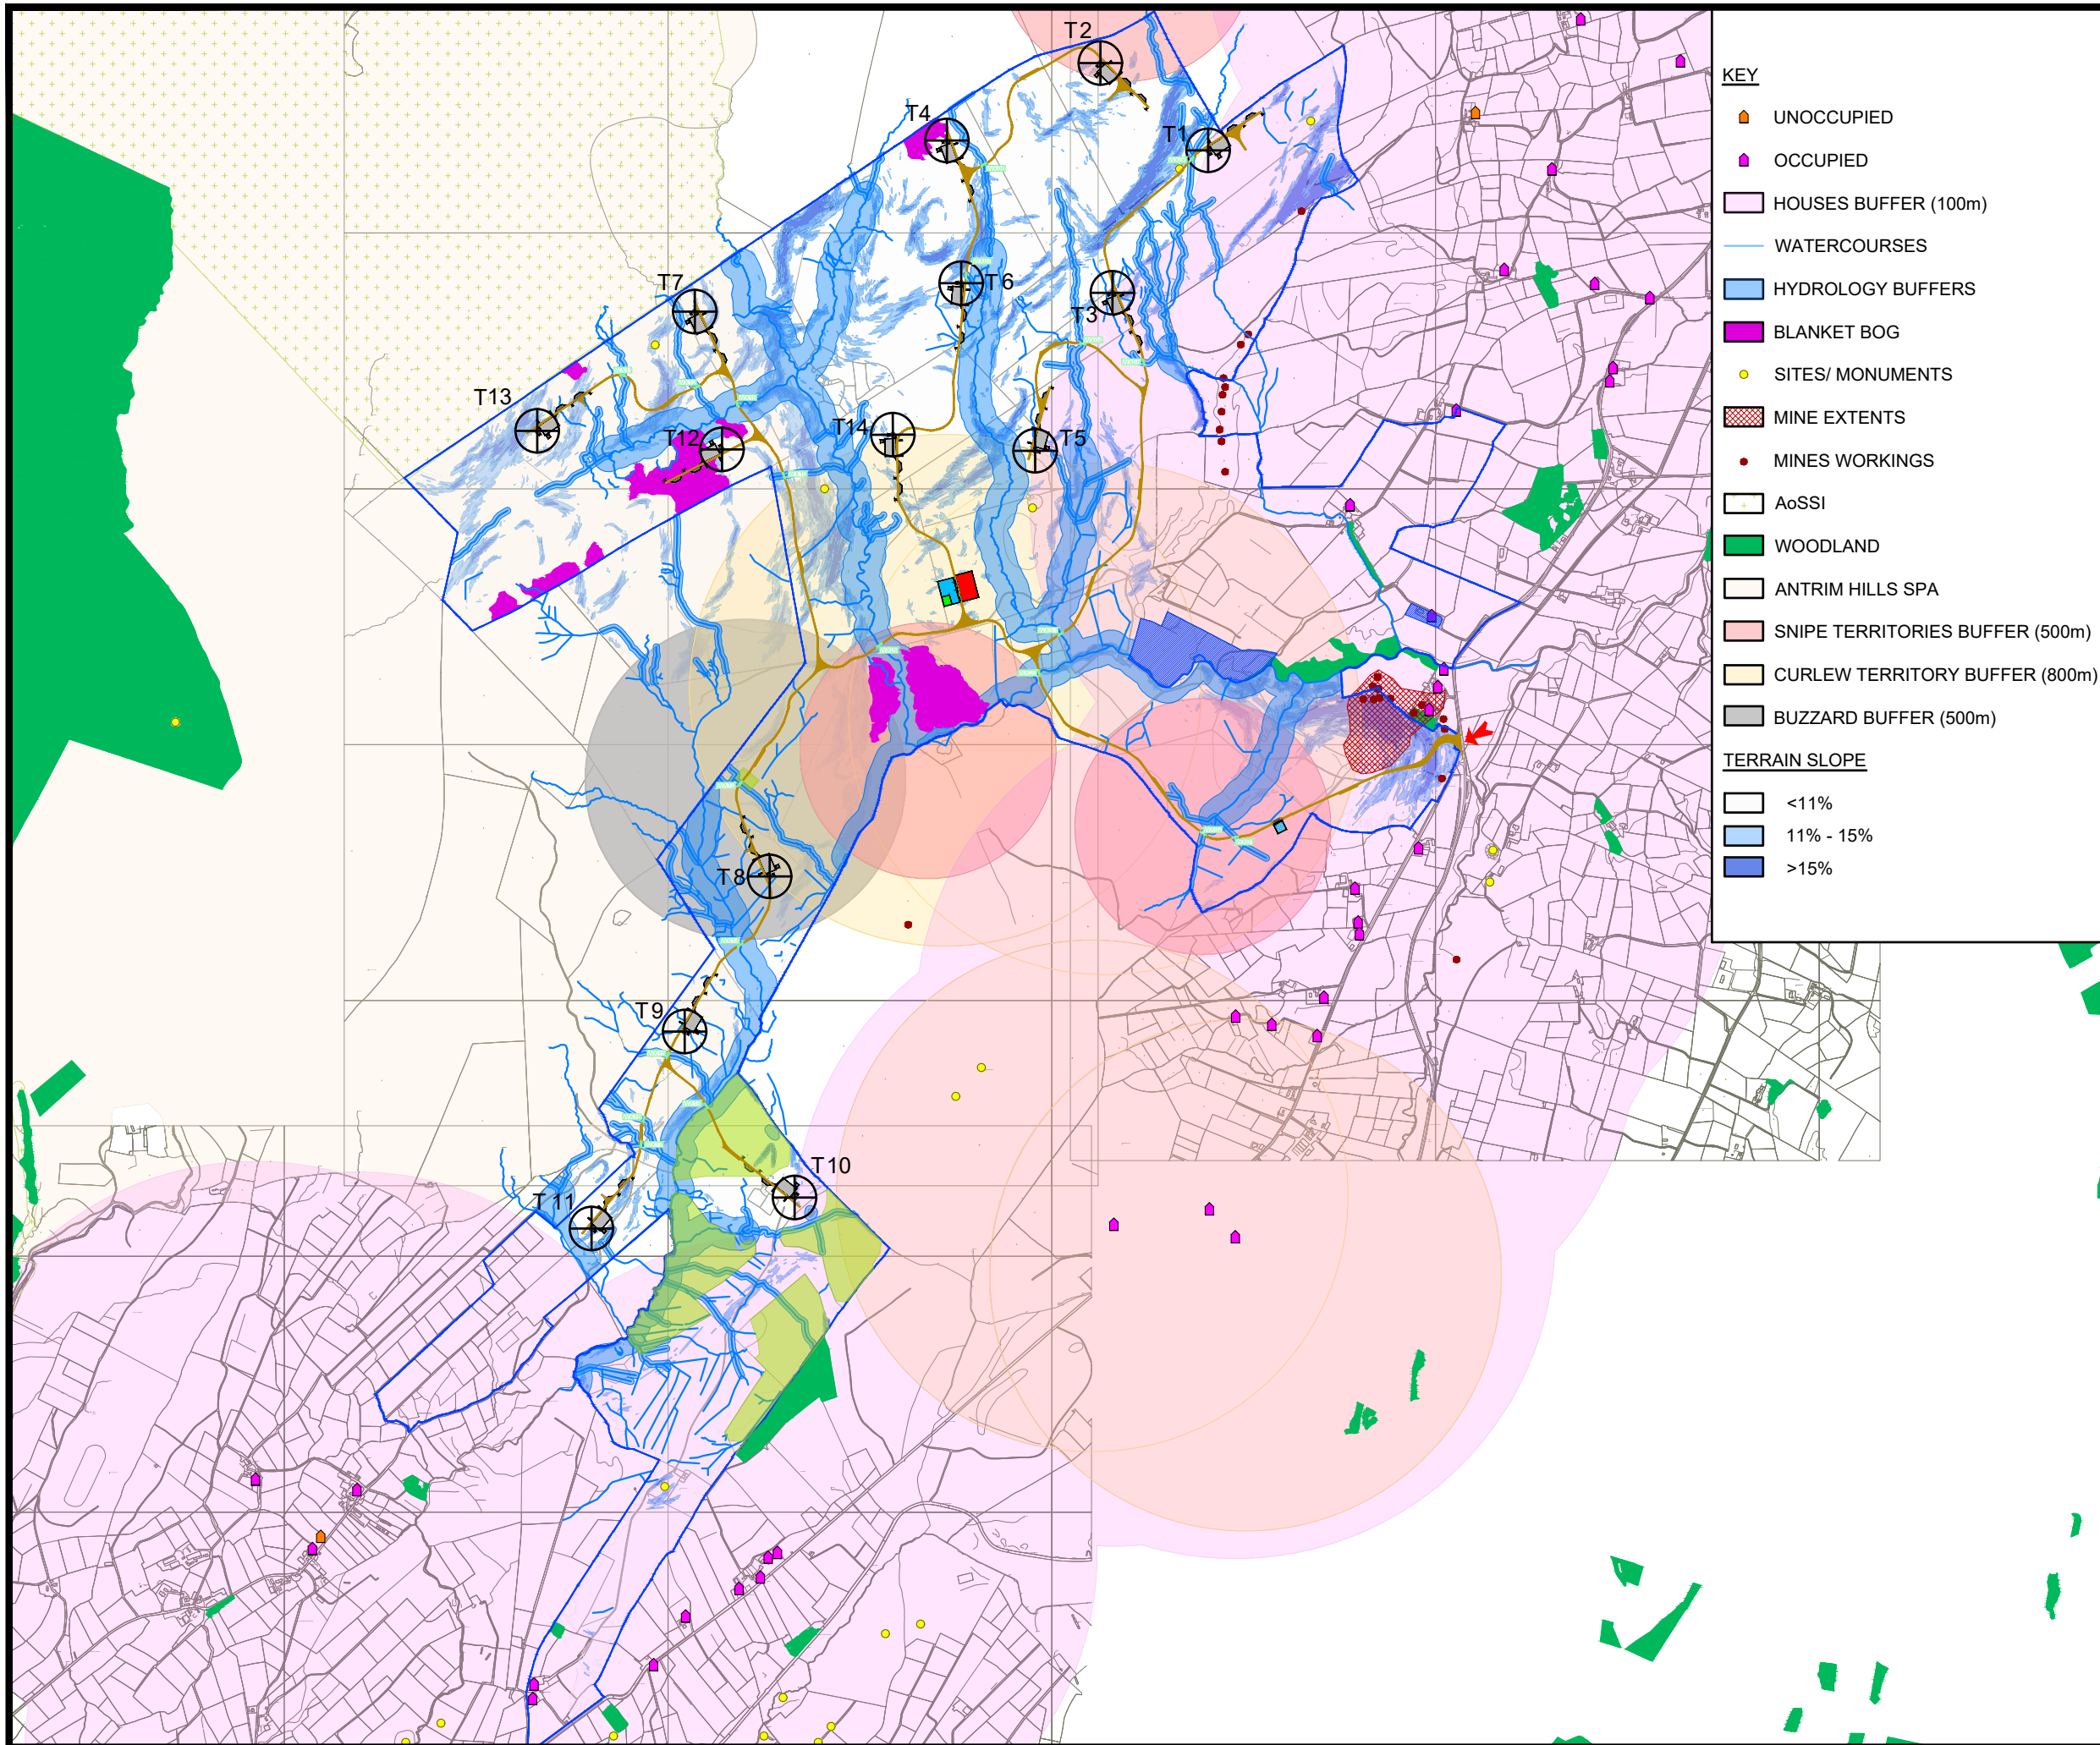 T2
T4
T1
T7
T6
T3
T13
T12
T14
T5
T8
T9
T10
T11
KEY
UNOCCUPIED
OCCUPIED
HOUSES BUFFER (100m)
WATERCOURSES
HYDROLOGY BUFFERS
BLANKET BOG
SITES/ MONUMENTS
MINE EXTENTS
MINES WORKINGS
AoSSI
WOODLAND
ANTRIM HILLS SPA
SNIPE TERRITORIES BUFFER (500m)
CURLEW TERRITORY BUFFER (800m)
BUZZARD BUFFER (500m)
TERRAIN SLOPE
<11%
11% - 15%
>15%